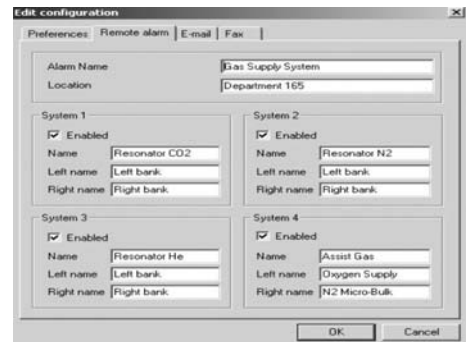 Edit configuration
Preferences Remote alarm E-mail Fax
Alarm Name Gas Supply System
Location Department 165
System 1
Enabled
Name Resonator CO2
Left name Left bank
Right name Right bank
System 2
Enabled
Name Resonator N2
Left name Left bank
Right name Right bank
System 3
Enabled
Name Resonator He
Left name Left bank
Right name Right bank
System 4
Enabled
Name Assist Gas
Left name Oxygen Supply
Right name N2 Micro-Bulk
OK Cancel